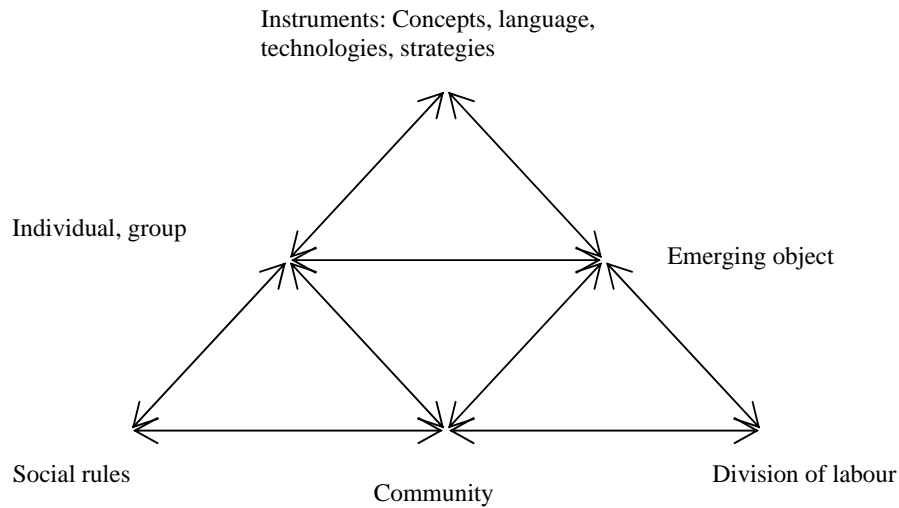 Instruments: Concepts, language,
technologies, strategies
Individual, group
Emerging object
Social rules
Division of labour
Community